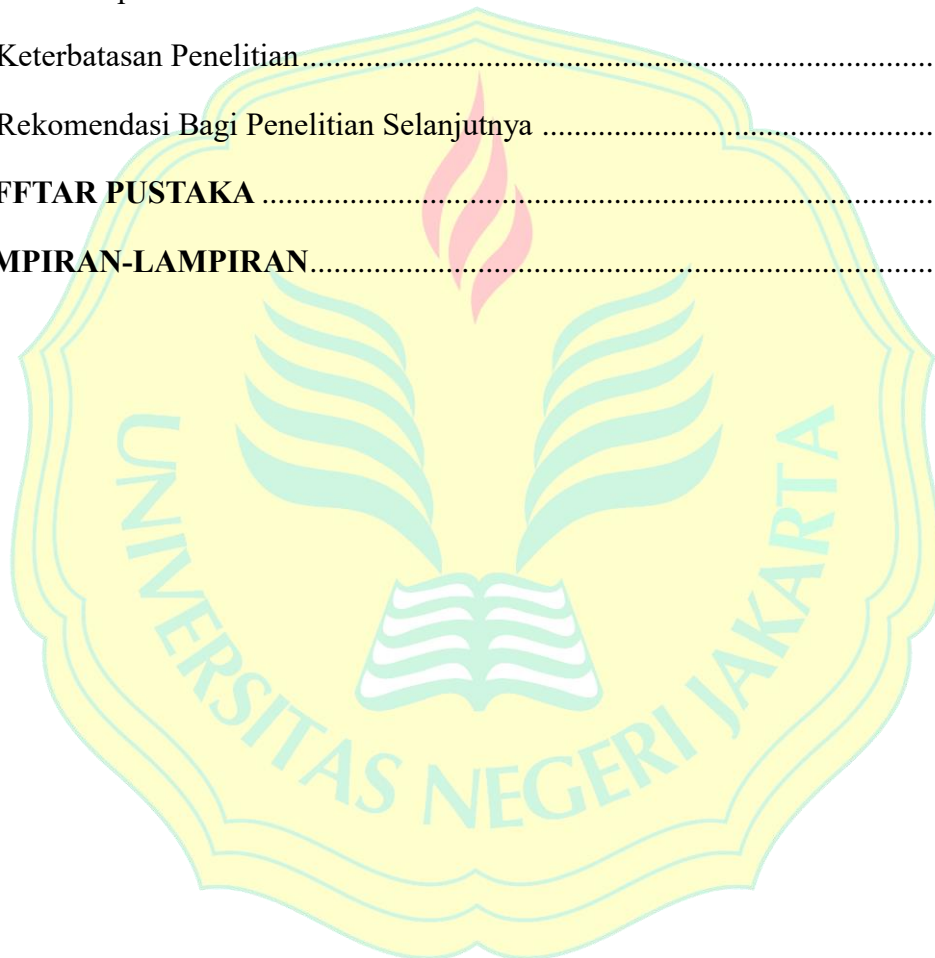 Keterbatasan Penelitian........................................................................
Rekomendasi Bagi Penelitian Selanjutnya ............................................
FFTAR PUSTAKA ............................................................................
MPIRAN-LAMPIRAN.......................................................................
UNIVERSITAS NEGERI JAKARTA